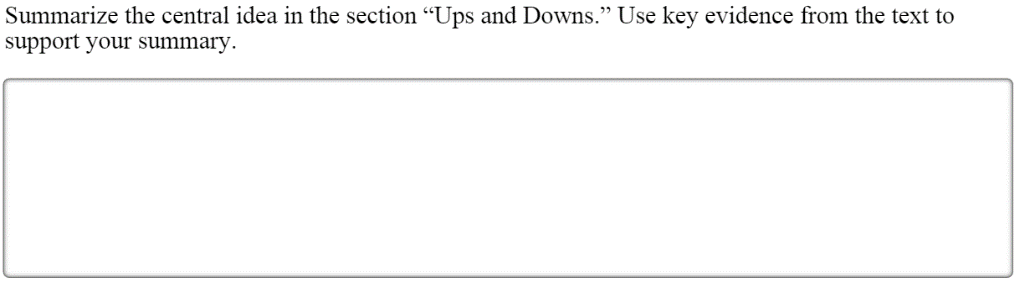 Summarize the central idea in the section “Ups and Downs.” Use key evidence from the text to
support your summary.